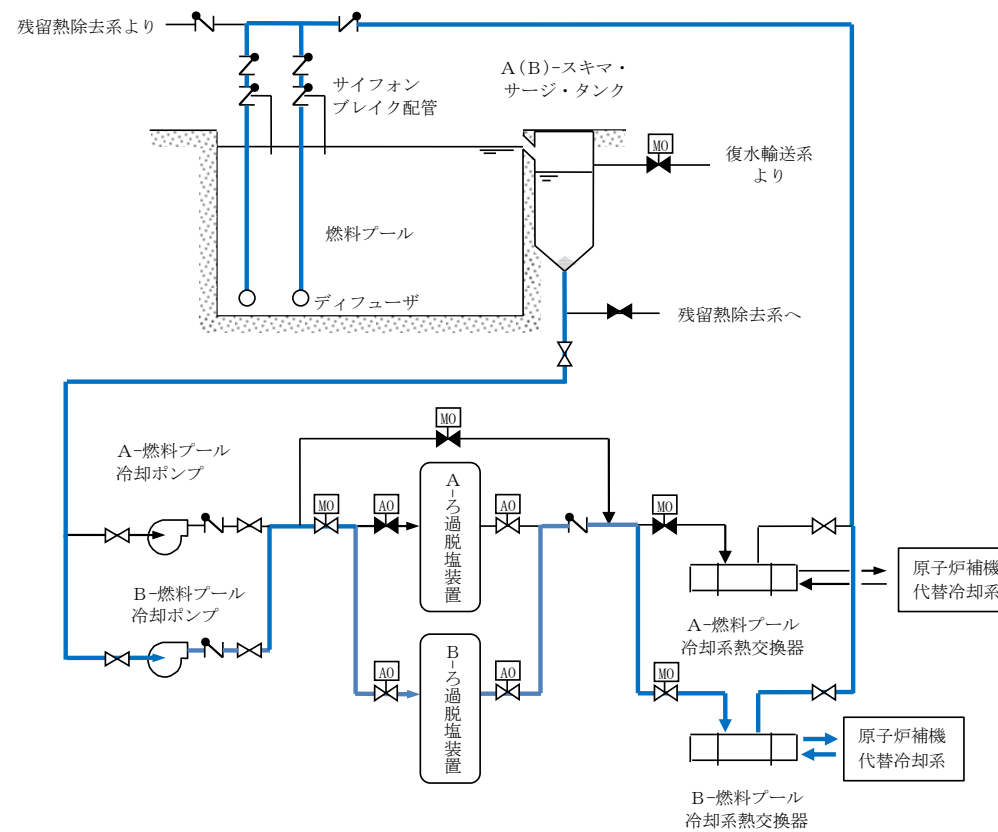 残留熱除去系より
サイフォン
ブレイク配管
A(B)-スキマ・
サージ・タンク
MO
復水輸送系
より
燃料プール
ディフューザ
残留熱除去系へ
MO
A-燃料プール
冷却ポンプ
MO
AO
A-ろ過脱塩装置
AO
MO
原子炉補機
代替冷却系
B-燃料プール
冷却ポンプ
A-燃料プール
冷却系熱交換器
AO
B-ろ過脱塩装置
AO
MO
原子炉補機
代替冷却系
B-燃料プール
冷却系熱交換器